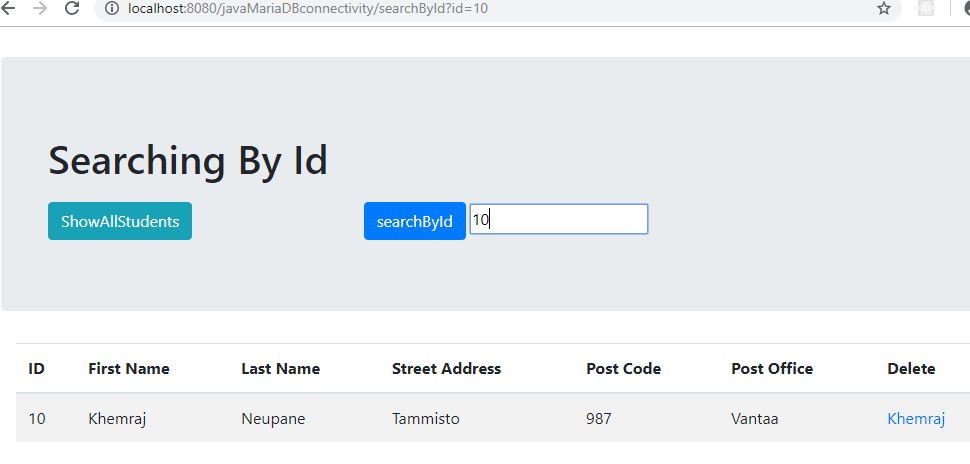 localhost:8080/javaMariaDBconnectivity/searchById?id=10
Searching By Id
ShowAllStudents searchById 10
ID First Name Last Name Street Address Post Code Post Office Delete
10 Khemraj Neupane Tammisto 987 Vantaa Khemraj